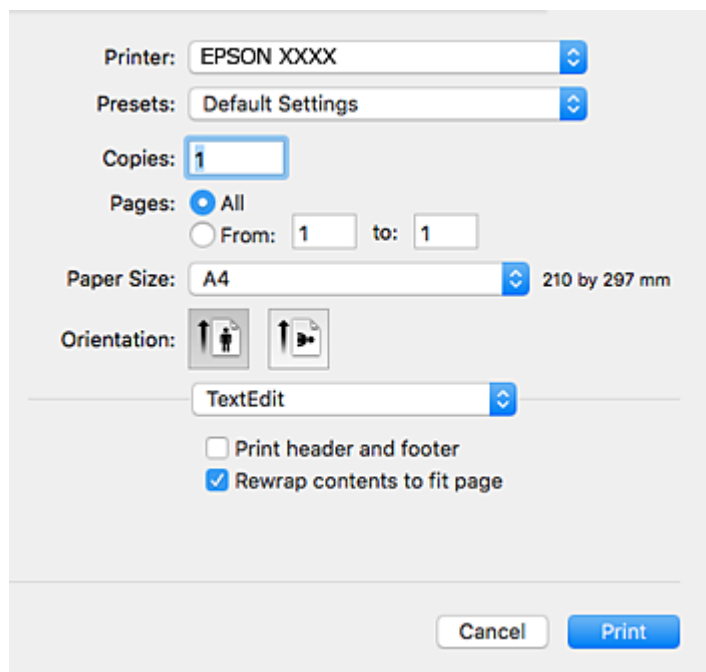 Printer: EPSON XXXX
Presets: Default Settings
Copies: 1
Pages: All
From: 1 to: 1
Paper Size: A4 210 by 297 mm
Orientation:
TextEdit
Print header and footer
Rewrap contents to fit page
Cancel Print